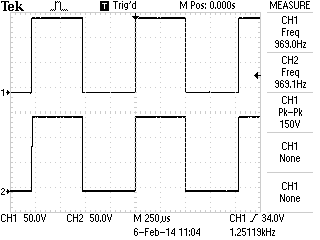 Tek T Trig'd M Pos: 0.000s MEASURE
CH1
Freq
969.0Hz
CH2
Freq
969.1Hz
1
CH1
Pk-Pk
150V
CH1
None
2
CH1
None
CH1 50.0V CH2 50.0V M 250µs CH1 34.0V
6-Feb-14 11:04 1.25119kHz